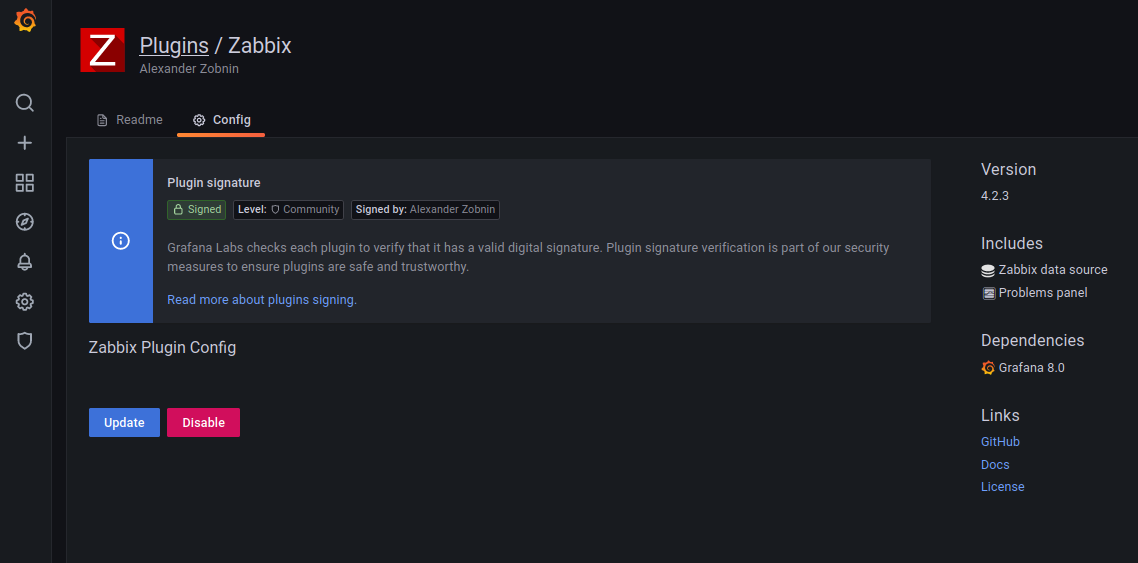 Z
Plugins / Zabbix
Alexander Zobnin
Readme
Config
Plugin signature
Signed
Level: Community
Signed by: Alexander Zobnin
Grafana Labs checks each plugin to verify that it has a valid digital signature. Plugin signature verification is part of our security
measures to ensure plugins are safe and trustworthy.
Read more about plugins signing.
Zabbix Plugin Config
Update
Disable
Version
4.2.3
Includes
Zabbix data source
Problems panel
Dependencies
Grafana 8.0
Links
GitHub
Docs
License